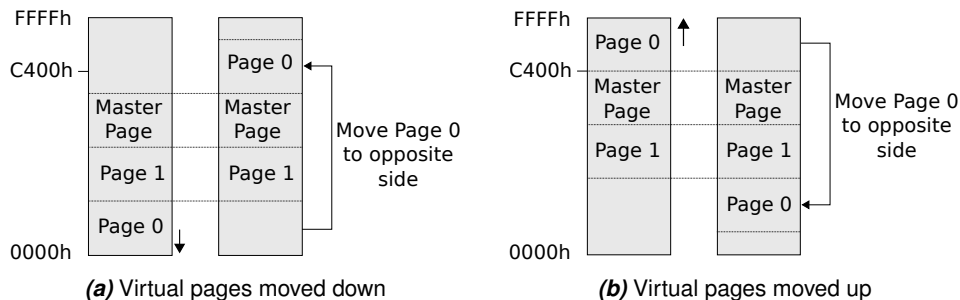 FFFFh
C400h
0000h
Master
Page
Page 1
Page 0
Page 0
Master
Page
Page 1
Move Page 0
to opposite
side
(a) Virtual pages moved down
FFFFh
C400h
0000h
Page 0
Master
Page
Page 1
Master
Page
Page 1
Page 0
Move Page 0
to opposite
side
(b) Virtual pages moved up